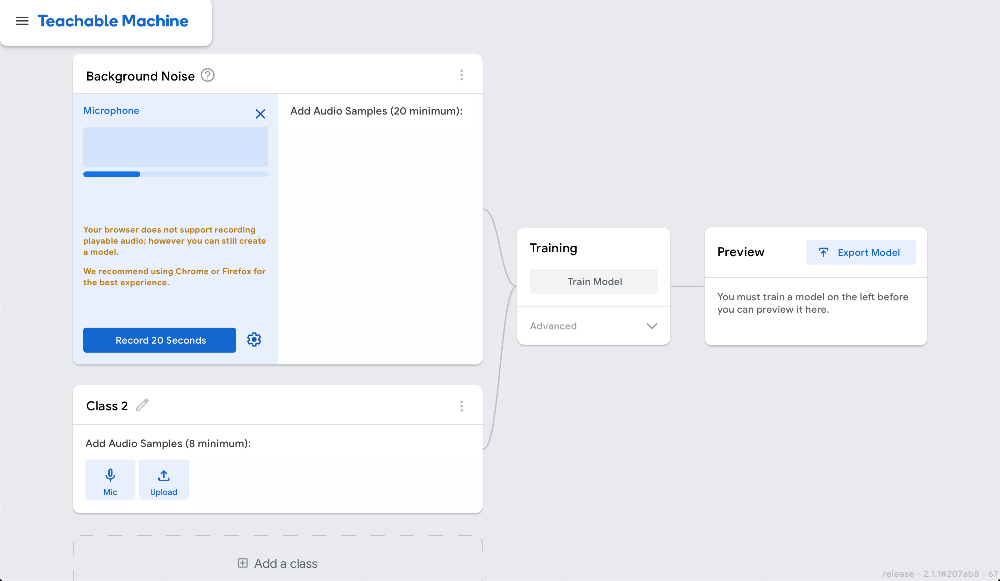 Teachable Machine
Background Noise
Microphone
Add Audio Samples (20 minimum):
Your browser does not support recording
playable audio; however you can still create
a model.
We recommend using Chrome or Firefox for
the best experience.
Record 20 Seconds
Class 2
Add Audio Samples (8 minimum):
Mic
Upload
Add a class
Training
Train Model
Advanced
Preview
Export Model
You must train a model on the left before
you can preview it here.
release - 2.1.1#207ab8 - 67